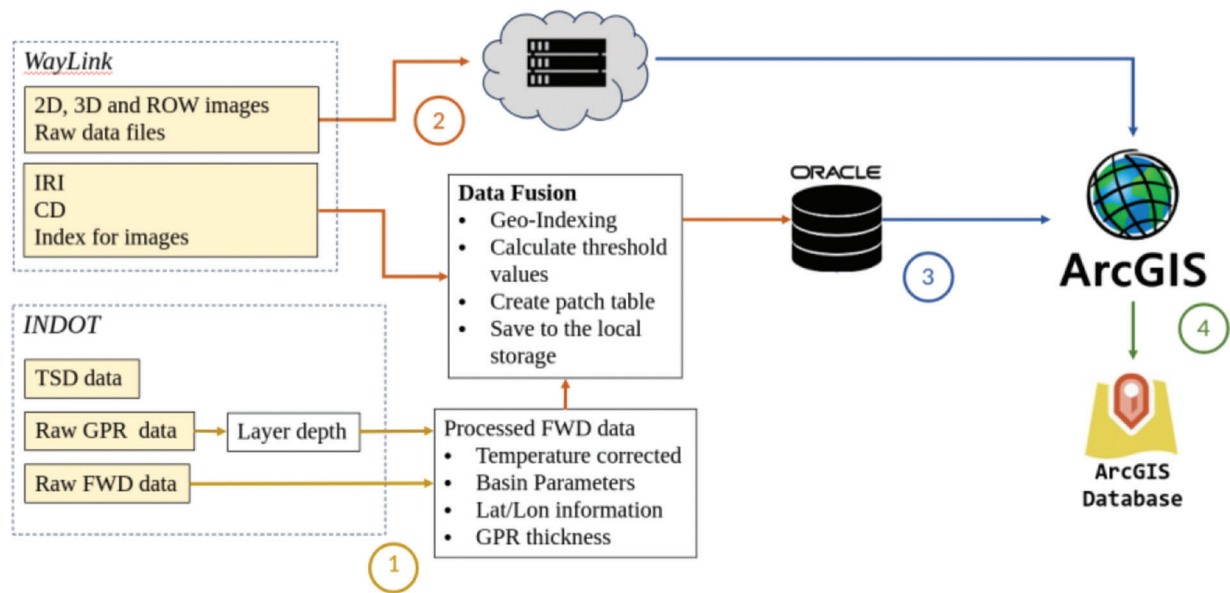 WayLink
2D, 3D and ROW images
Raw data files
IRI
CD
Index for images
2
Data Fusion
• Geo-Indexing
• Calculate threshold
values
• Create patch table
• Save to the local
storage
ORACLE
3
ArcGIS
4
ArcGIS
Database
INDOT
TSD data
Raw GPR data
Layer depth
Raw FWD data
Processed FWD data
• Temperature corrected
• Basin Parameters
• Lat/Lon information
• GPR thickness
1